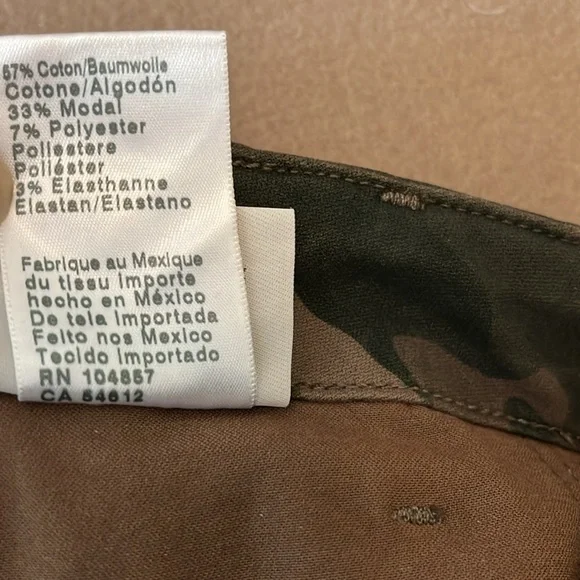 57% Coton/Baumwolle
Cotone/Algodón
33% Modal
7% Polyester
Poliestere
Poliéster
3% Elasthanne
Elastan/Elastano
Fabrique au Mexique
du tissu importe
hecho en México
De tela Importada
Feito nos Mexico
Tecido Importado
RN 104857
CA 54612